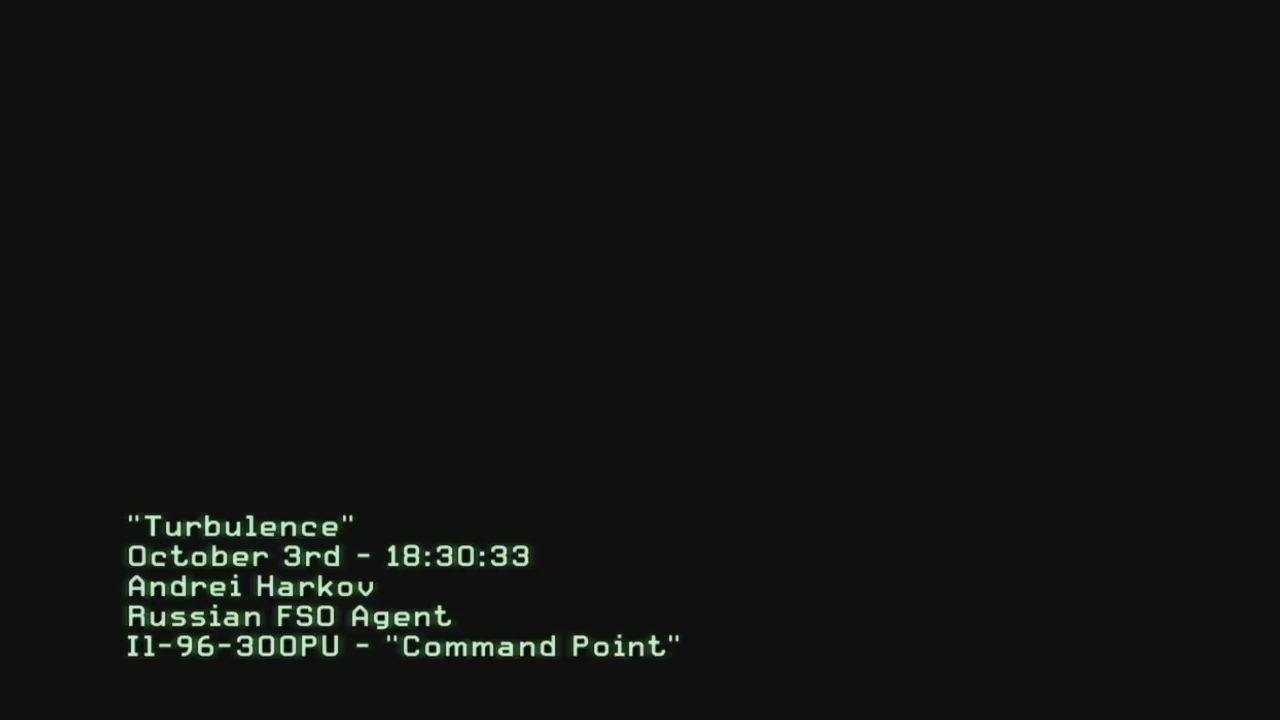 "Turbulence"
October 3rd - 18:30:33
Andrei Harkov
Russian FSO Agent
Il-96-300PU - "Command Point"